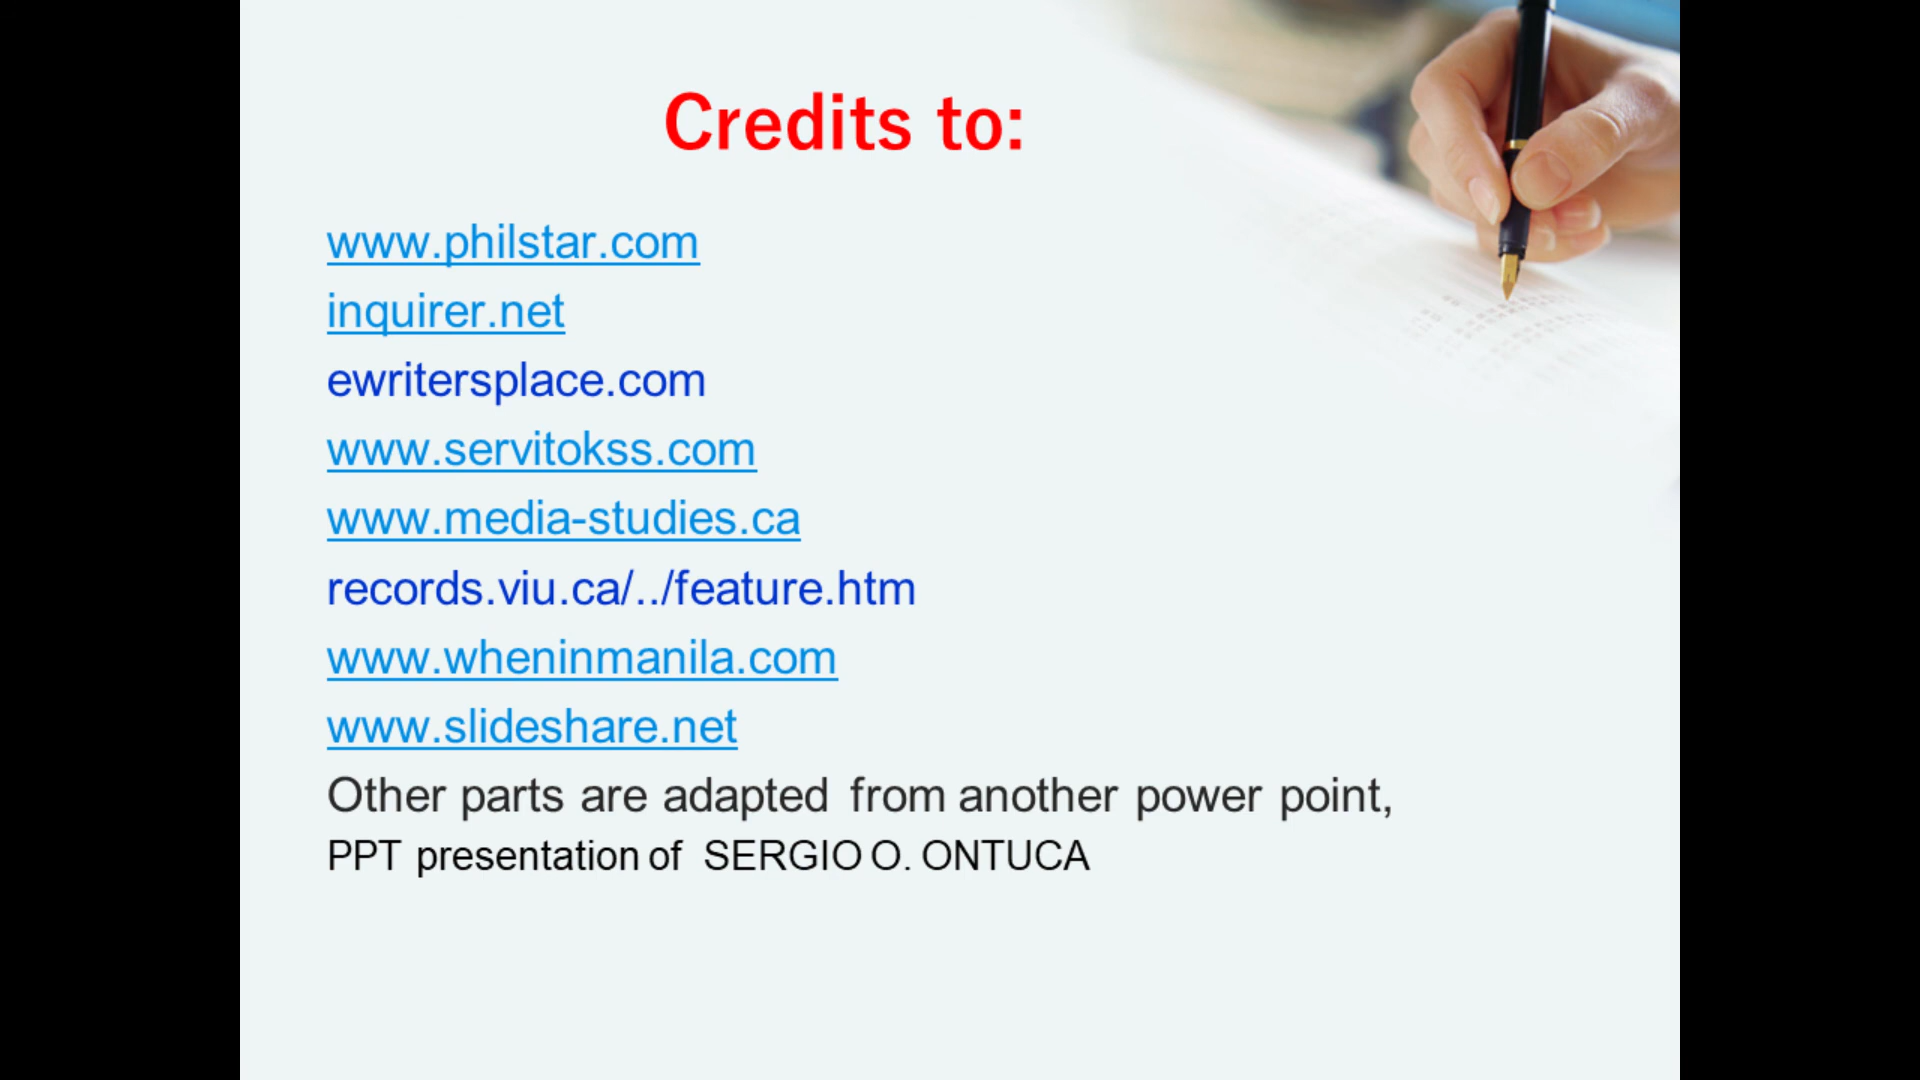 Credits to:
www.philstar.com
inquirer.net
ewritersplace.com
www.servitokss.com
www.media-studies.ca
records.viu.ca/../feature.htm
www.wheninmanila.com
www.slideshare.net
Other parts are adapted from another power point,
PPT presentation of SERGIO O. ONTUCA